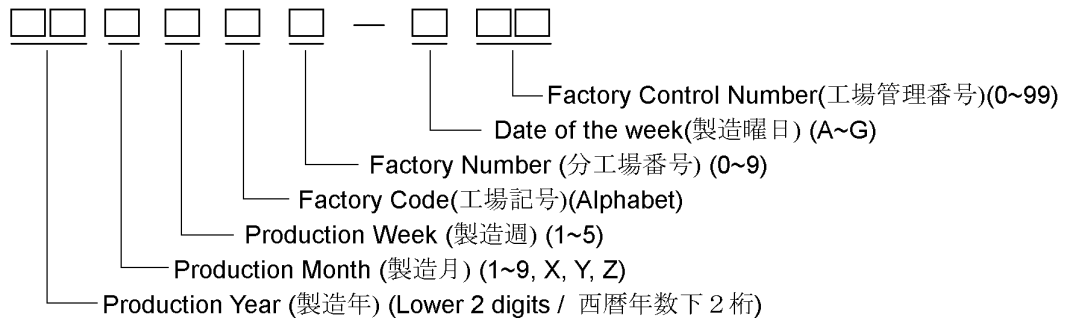 Factory Control Number(工場管理番号)(0~99)
Date of the week(製造曜日) (A~G)
Factory Number (分工場番号) (0~9)
Factory Code(工場記号)(Alphabet)
Production Week (製造週) (1~5)
Production Month (製造月) (1~9, X, Y, Z)
Production Year (製造年) (Lower 2 digits / 西暦年数下２桁)